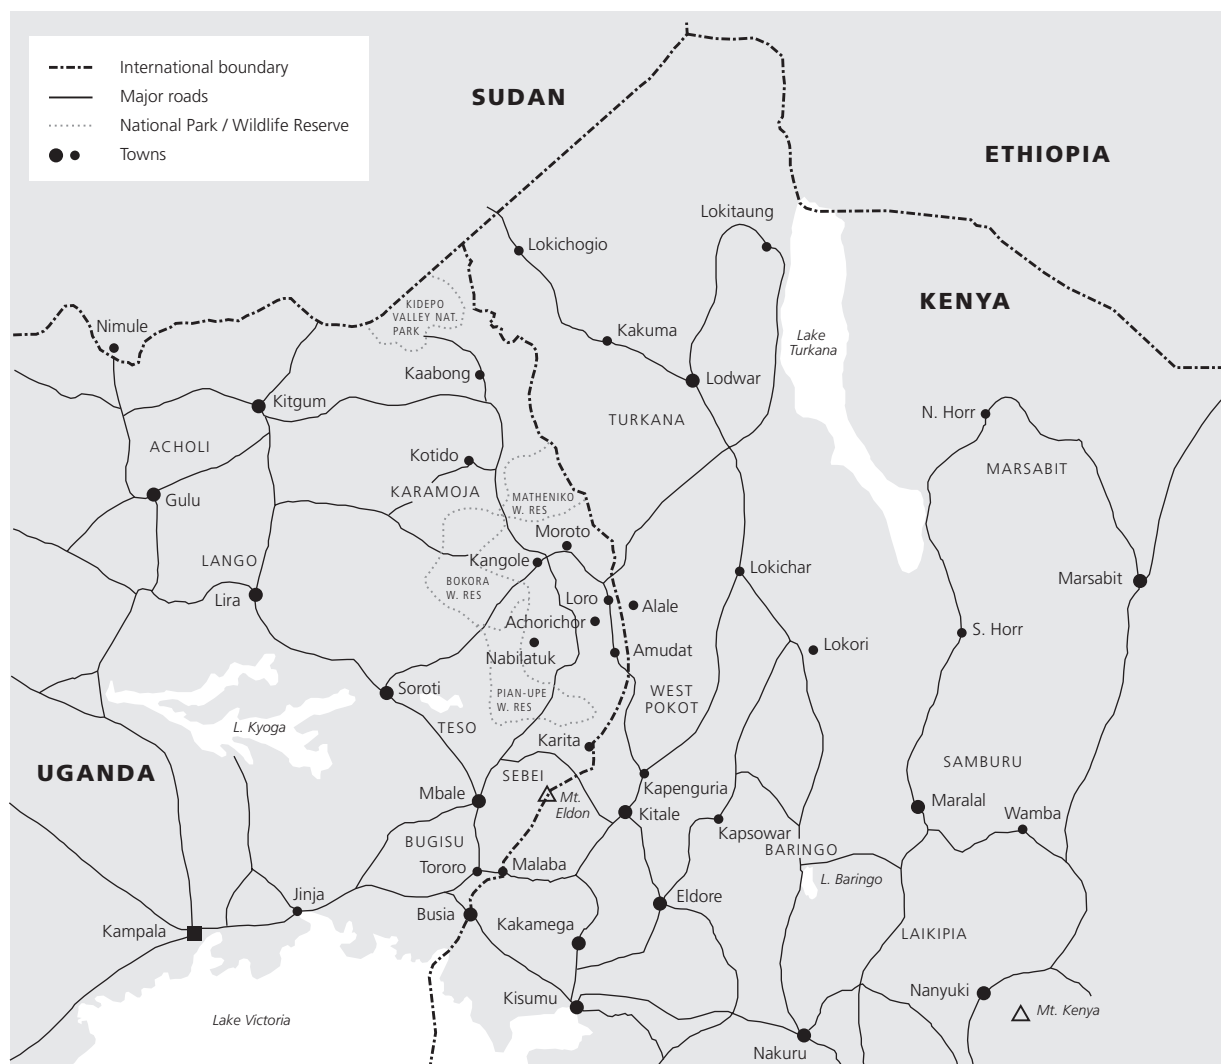 International boundary
Major roads
National Park / Wildlife Reserve
Towns
SUDAN
ETHIOPIA
Lokitaung
Lokichogio
KENYA
KIDEPO
VALLEY NAT.
PARK
Nimule
Kakuma
Lake
Turkana
Kaabong
Lodwar
Kitgum
N. Horr
TURKANA
ACHOLI
Kotido
MARSABIT
KARAMOJA
MATHENIKO
W. RES
Gulu
Moroto
LANGO
Kangole
Lokichar
Marsabit
BOKORA
W. RES
Lira
Loro
Alale
Achorichor
S. Horr
Nabilatuk
Amudat
Lokori
Soroti
PIAN-UPE
W. RES
WEST
POKOT
L. Kyoga
TESO
Karita
UGANDA
SEBEI
SAMBURU
Mbale
Mt.
Eldon
Kapenguria
Kitale
Maralal
Wamba
Kapsowar
BUGISU
BARINGO
Tororo
Malaba
L. Baringo
Jinja
Eldore
Busia
Kakamega
Kampala
LAIKIPIA
Kisumu
Nanyuki
Mt. Kenya
Lake Victoria
Nakuru